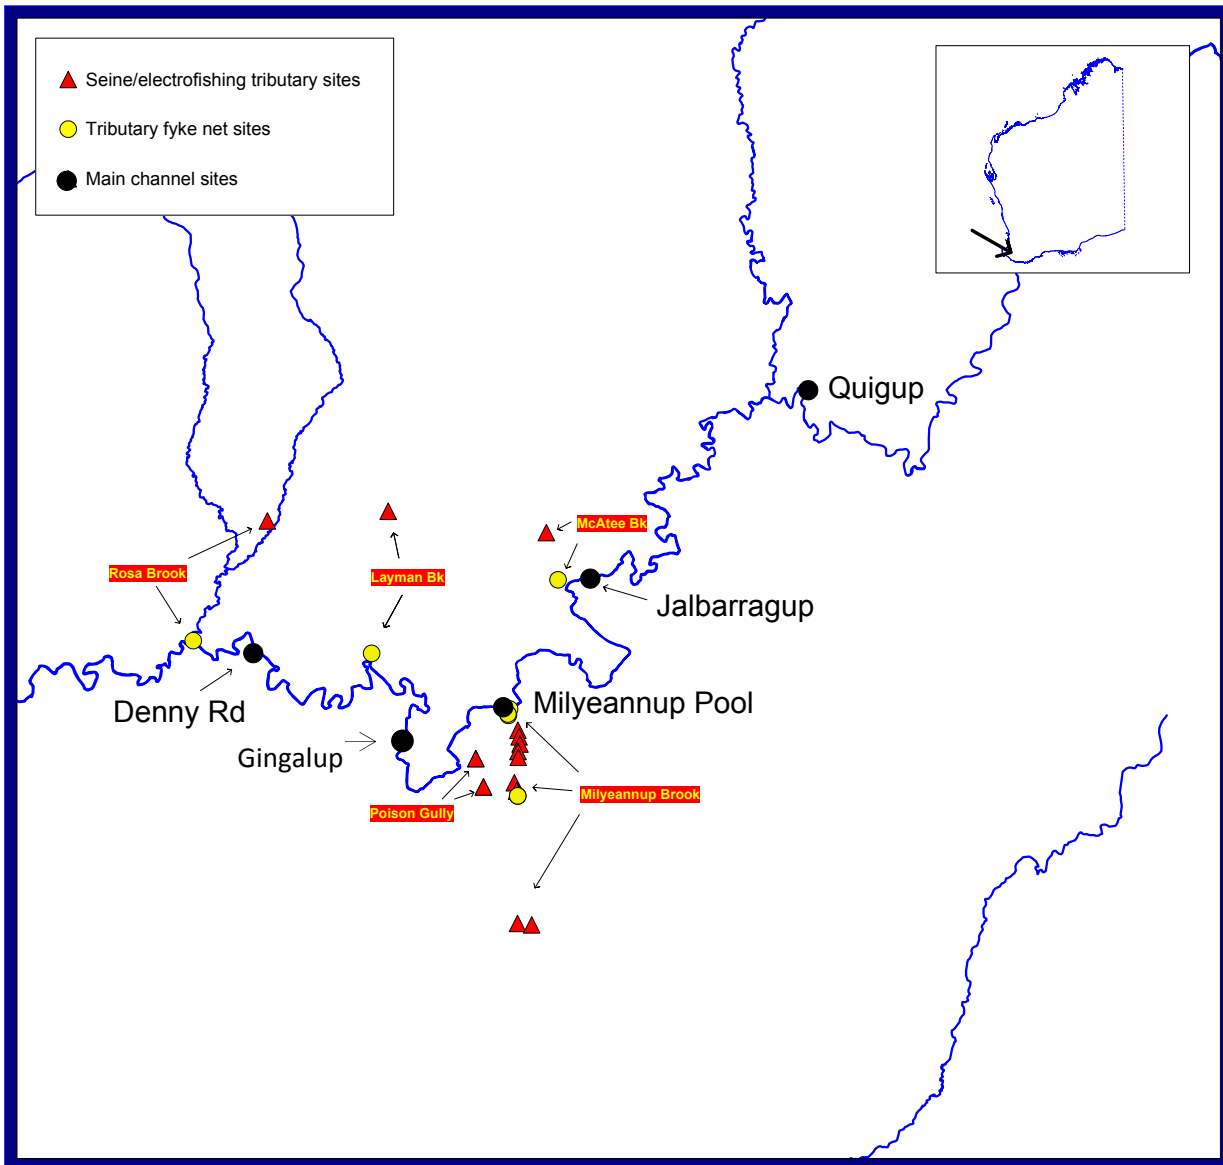 Seine/electrofishing tributary sites
Tributary fyke net sites
Main channel sites
Quigup
McAtee Bk
Rosa Brook
Layman Bk
Jalbarragup
Denny Rd
Milyeannup Pool
Gingalup
Milyeannup Brook
Poison Gully